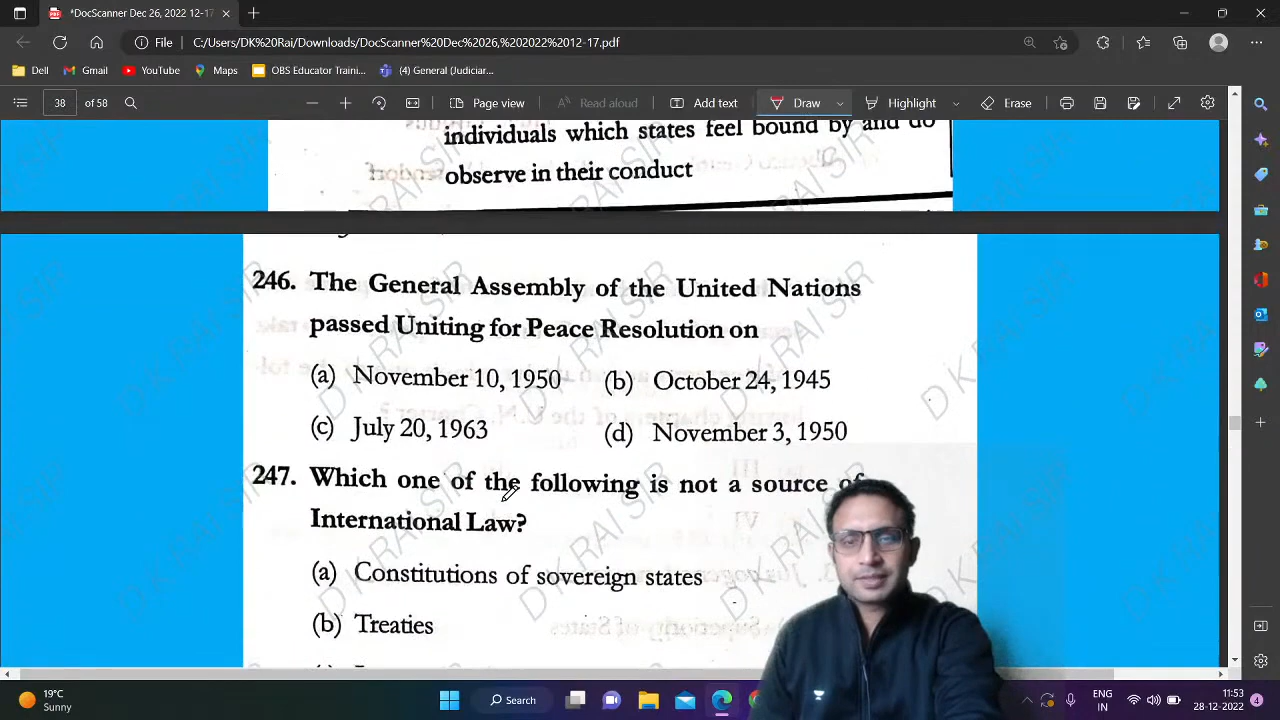 PDF Dec 26, 2022 12-17
File C:/Users/DK%20Rai/Downloads/DocScanner%20Dec%2026,%202022%2012-17.pdf
Dell Gmail YouTube Maps OBS Educator Train... (4) General (Judiciar...
38 of 58 Page view Read aloud Add text Draw Highlight Erase
individuals which states feel bound by and do
observe in their conduct
246. The General Assembly of the United Nations
passed Uniting for Peace Resolution on
(a) November 10, 1950 (b) October 24, 1945
(c) July 20, 1963 (d) November 3, 1950
247. Which one of the following is not a source of
International Law?
(a) Constitutions of sovereign states
(b) Treaties
D K RAI SIR
19°C
Sunny
Search
ENG
IN
11:53
28-12-2022
4